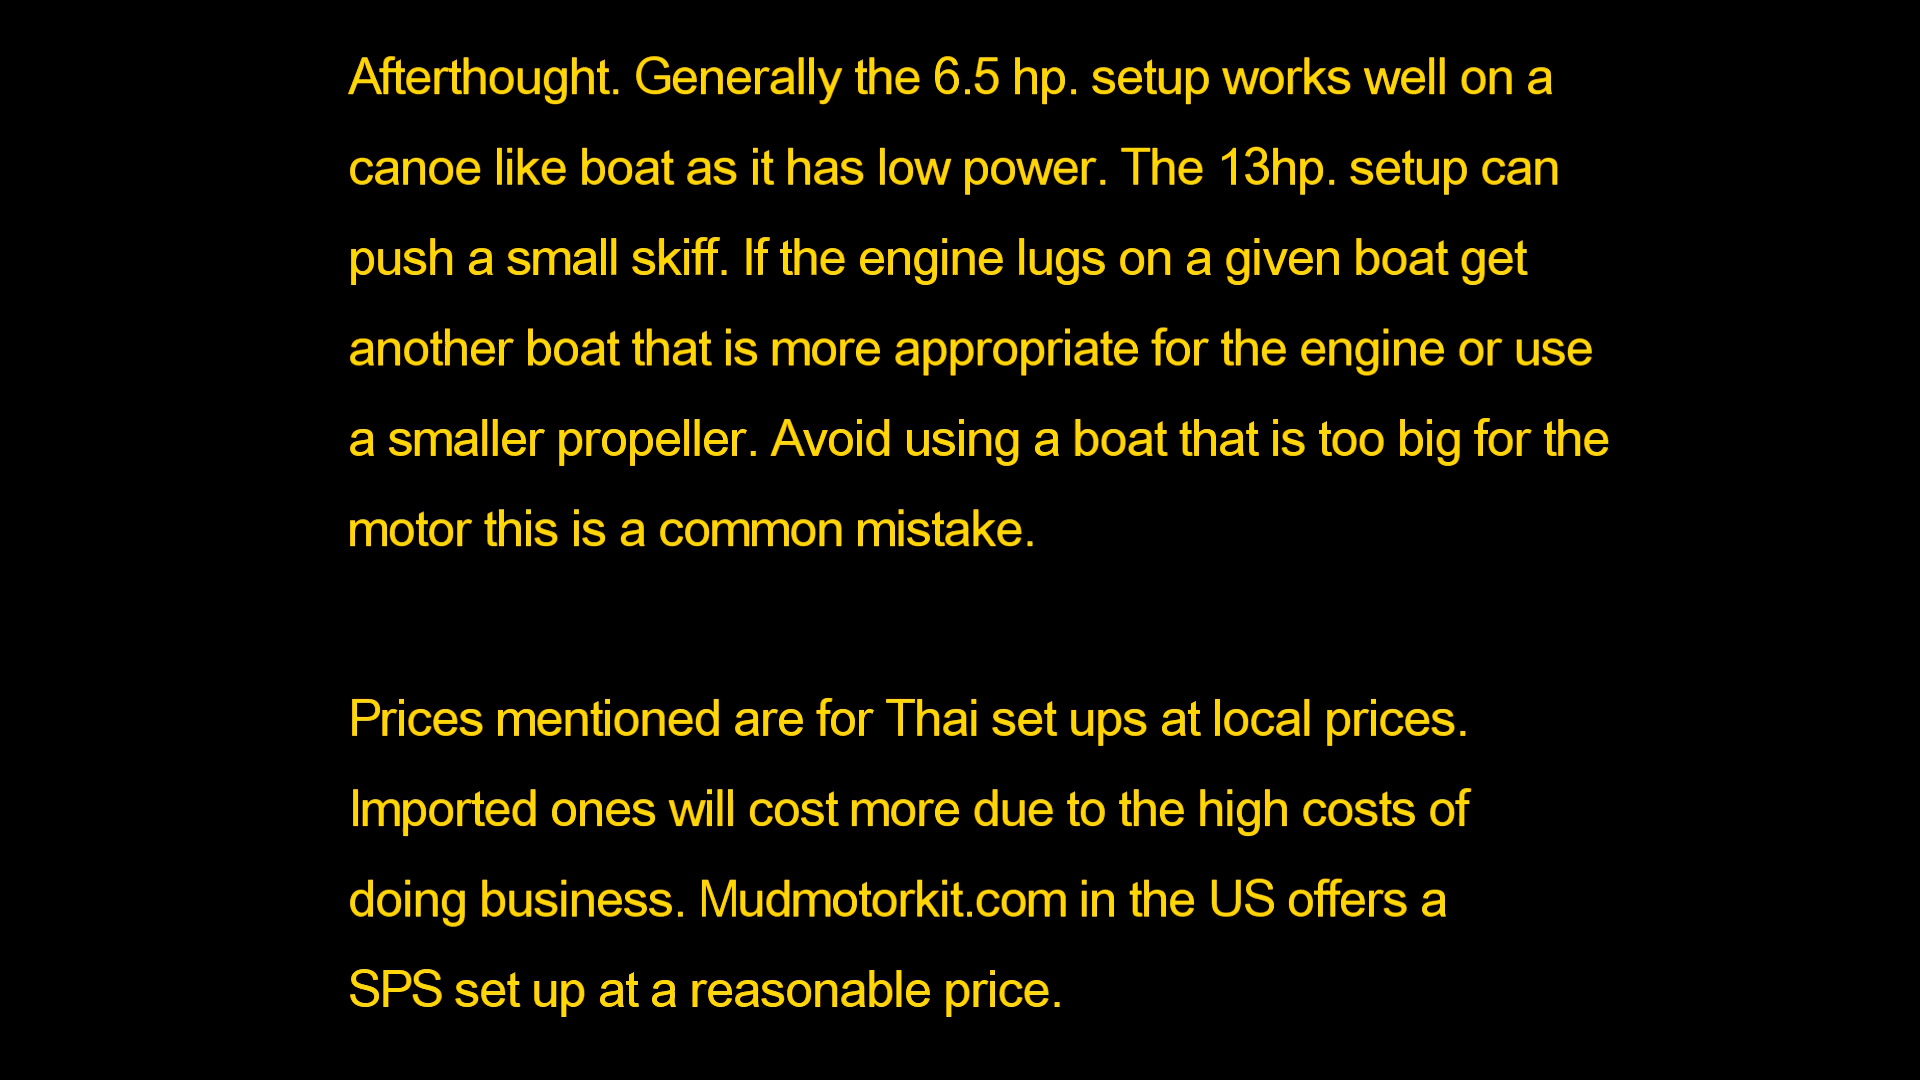 Afterthought. Generally the 6.5 hp. setup works well on a
canoe like boat as it has low power. The 13hp. setup can
push a small skiff. If the engine lugs on a given boat get
another boat that is more appropriate for the engine or use
a smaller propeller. Avoid using a boat that is too big for the
motor this is a common mistake.
Prices mentioned are for Thai set ups at local prices.
Imported ones will cost more due to the high costs of
doing business. Mudmotorkit.com in the US offers a
SPS set up at a reasonable price.